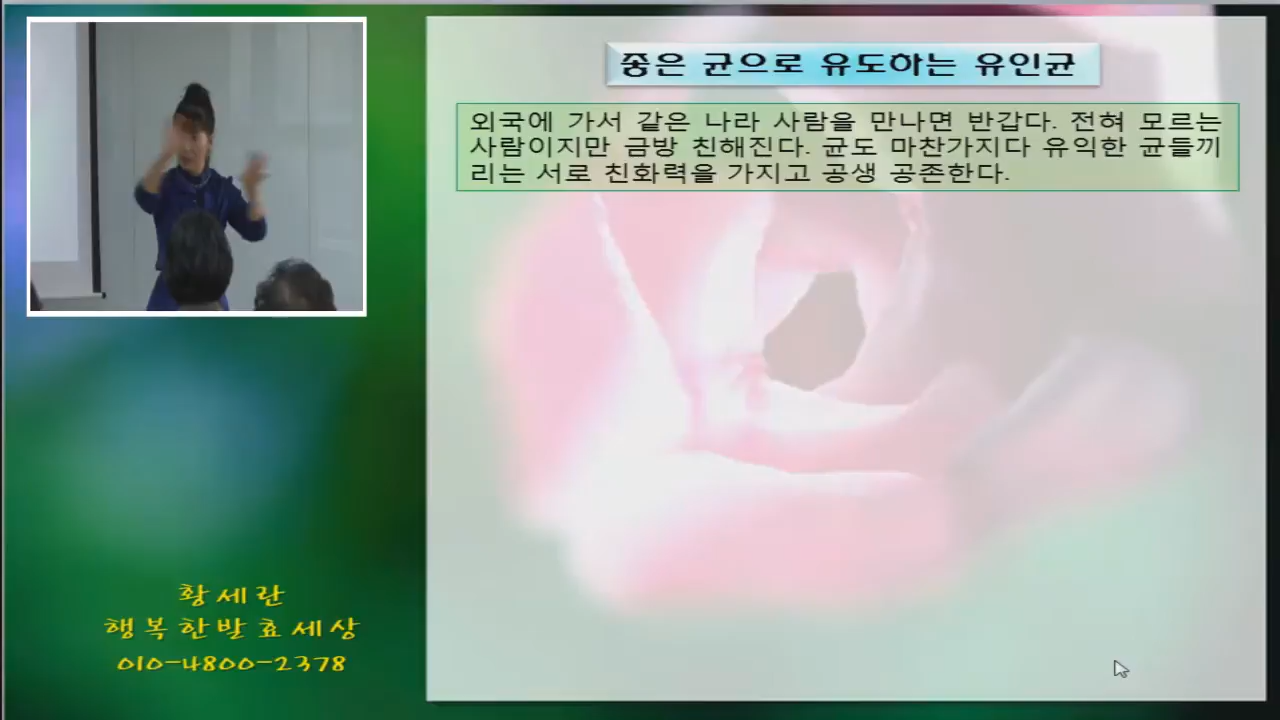 좋은 균으로 유도하는 유인균
외국에 가서 같은 나라 사람을 만나면 반갑다. 전혀 모르는
사람이지만 금방 친해진다. 균도 마찬가지다 유익한 균들끼
리는 서로 친화력을 가지고 공생 공존한다.
황세란
행복한발효세상
010-4800-2378